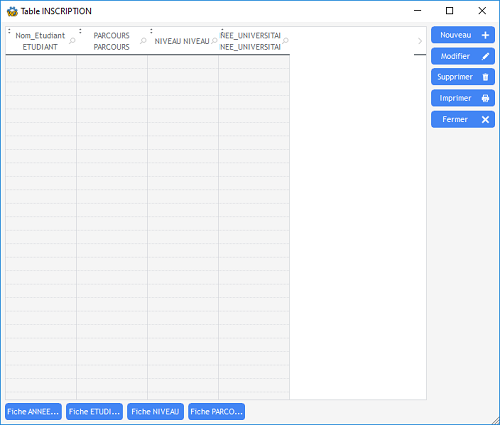 Table INSCRIPTION
Nom_Etudiant ETUDIANT
PARCOURS PARCOURS
NIVEAU NIVEAU
NEE_UNIVERSITAI NEE_UNIVERSITAI
Nouveau
Modifier
Supprimer
Imprimer
Fermer
Fiche ANNEE...
Fiche ETUDI...
Fiche NIVEAU
Fiche PARCO...